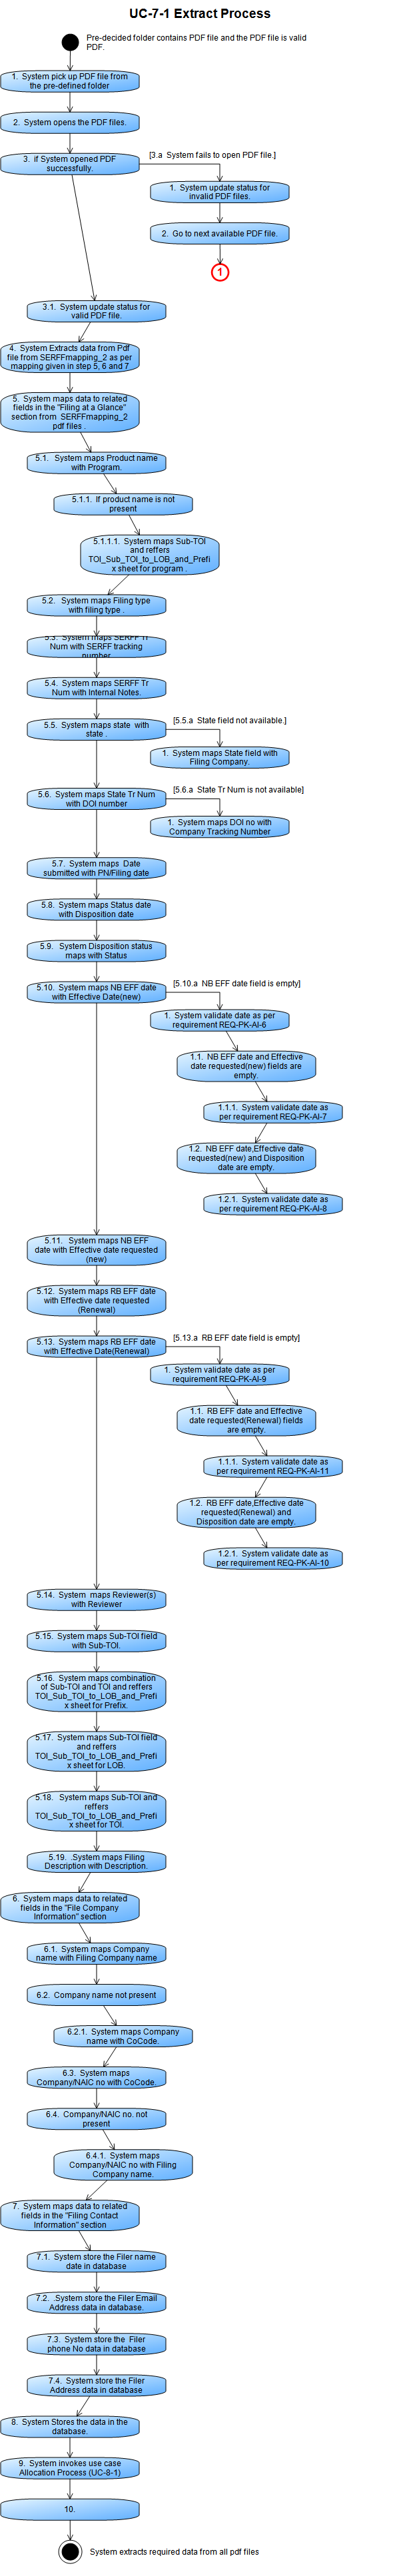 UC-7-1 Extract Process
Pre-decided folder contains PDF file and the PDF file is valid
PDF.
1. System pick up PDF file from
the pre-defined folder
2. System opens the PDF files.
3. if System opened PDF
successfully.
[3.a System fails to open PDF file.]
1. System update status for
invalid PDF files.
2. Go to next available PDF file.
1
3.1. System update status for
valid PDF file.
4. System Extracts data from Pdf
file from SERFFmapping_2 as per
mapping given in step 5, 6 and 7
5. System maps data to related
fields in the "Filing at a Glance"
section from SERFFmapping_2
pdf files .
5.1. System maps Product name
with Program.
5.1.1. If product name is not
present
5.1.1.1. System maps Sub-TOI
and reffers
TOI_Sub_TOI_to_LOB_and_Prefi
x sheet for program .
5.2. System maps Filing type
with filing type .
5.3. System maps SERFF Tr
Num with SERFF tracking
number
5.4. System maps SERFF Tr
Num with Internal Notes.
5.5. System maps state with
state .
[5.5.a State field not available.]
1. System maps State field with
Filing Company.
5.6. System maps State Tr Num
with DOI number
[5.6.a State Tr Num is not available]
1. System maps DOI no with
Company Tracking Number
5.7. System maps Date
submitted with PN/Filing date
5.8. System maps Status date
with Disposition date
5.9. System Disposition status
maps with Status
5.10. System maps NB EFF date
with Effective Date(new)
[5.10.a NB EFF date field is empty]
1. System validate date as per
requirement REQ-PK-AI-6
1.1. NB EFF date and Effective
date requested(new) fields are
empty.
1.1.1. System validate date as
per requirement REQ-PK-AI-7
1.2. NB EFF date,Effective date
requested(new) and Disposition
date are empty.
1.2.1. System validate date as
per requirement REQ-PK-AI-8
5.11. System maps NB EFF
date with Effective date requested
(new)
5.12. System maps RB EFF date
with Effective date requested
(Renewal)
5.13. System maps RB EFF date
with Effective Date(Renewal)
[5.13.a RB EFF date field is empty]
1. System validate date as per
requirement REQ-PK-AI-9
1.1. RB EFF date and Effective
date requested(Renewal) fields
are empty.
1.1.1. System validate date as
per requirement REQ-PK-AI-11
1.2. RB EFF date,Effective date
requested(Renewal) and
Disposition date are empty.
1.2.1. System validate date as
per requirement REQ-PK-AI-10
5.14. System maps Reviewer(s)
with Reviewer
5.15. System maps Sub-TOI field
with Sub-TOI.
5.16. System maps combination
of Sub-TOI and TOI and reffers
TOI_Sub_TOI_to_LOB_and_Prefi
x sheet for Prefix.
5.17. System maps Sub-TOI field
and reffers
TOI_Sub_TOI_to_LOB_and_Prefi
x sheet for LOB.
5.18. System maps Sub-TOI and
reffers
TOI_Sub_TOI_to_LOB_and_Prefi
x sheet for TOI.
5.19. .System maps Filing
Description with Description.
6. System maps data to related
fields in the "File Company
Information" section
6.1. System maps Company
name with Filing Company name
6.2. Company name not present
6.2.1. System maps Company
name with CoCode.
6.3. System maps
Company/NAIC no with CoCode.
6.4. Company/NAIC no. not
present
6.4.1. System maps
Company/NAIC no with Filing
Company name.
7. System maps data to related
fields in the "Filing Contact
Information" section
7.1. System store the Filer name
date in database
7.2. .System store the Filer Email
Address data in database.
7.3. System store the Filer
phone No data in database
7.4. System store the Filer
Address data in database
8. System Stores the data in the
database.
9. System invokes use case
Allocation Process (UC-8-1)
10.
System extracts required data from all pdf files